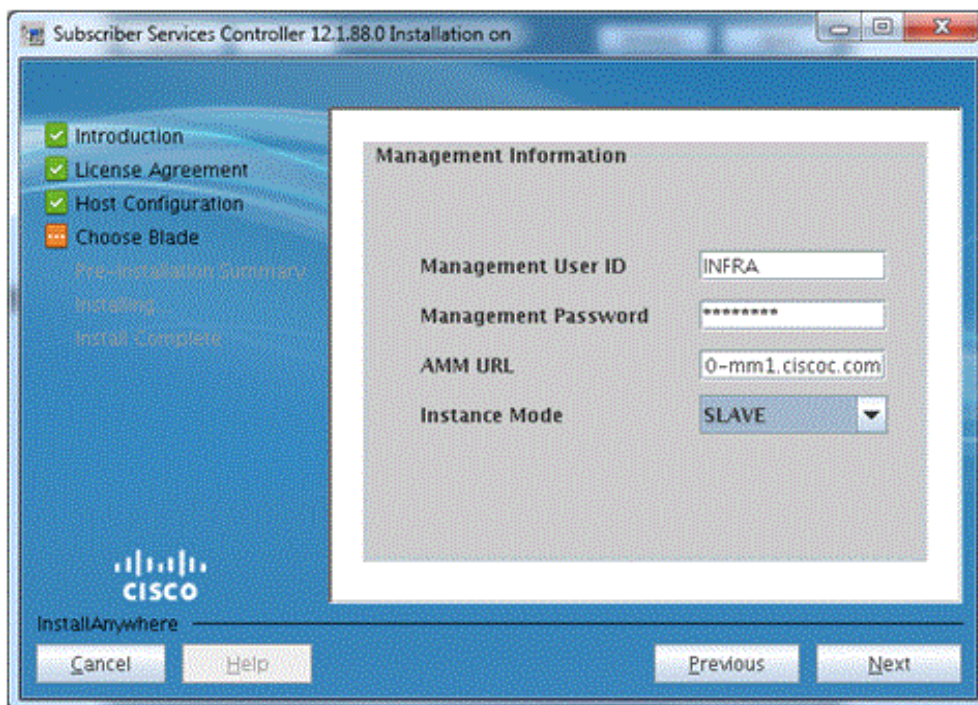 Subscriber Services Controller 12.1.88.0 Installation on
Introduction
License Agreement
Host Configuration
Choose Blade
Pre-Installation Summary
Installing...
Install Complete
Management Information
Management User ID
INFRA
Management Password
********
AMM URL
0-mm1.ciscoc.com
Instance Mode
SLAVE
CISCO
InstallAnywhere
Cancel
Help
Previous
Next